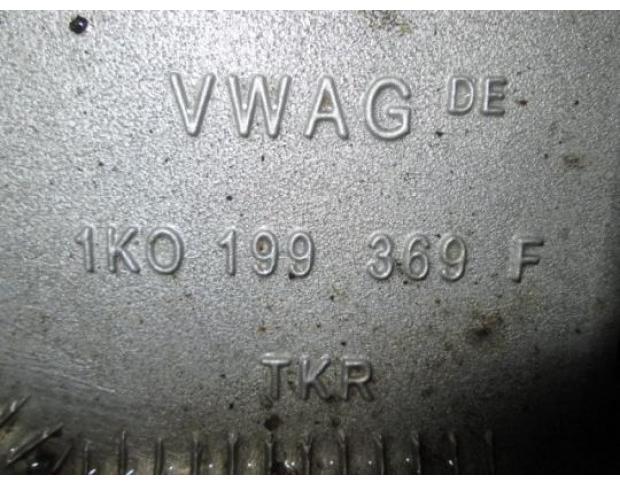 VWAG DE
1K0 199 369 F
TKR